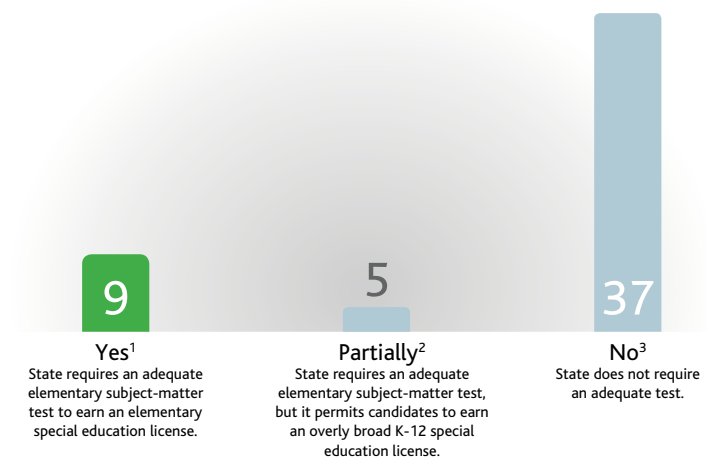 9
5
37
Yes¹
State requires an adequate
elementary subject-matter
test to earn an elementary
special education license.
Partially²
State requires an adequate
elementary subject-matter test,
but it permits candidates to earn
an overly broad K-12 special
education license.
No³
State does not require
an adequate test.